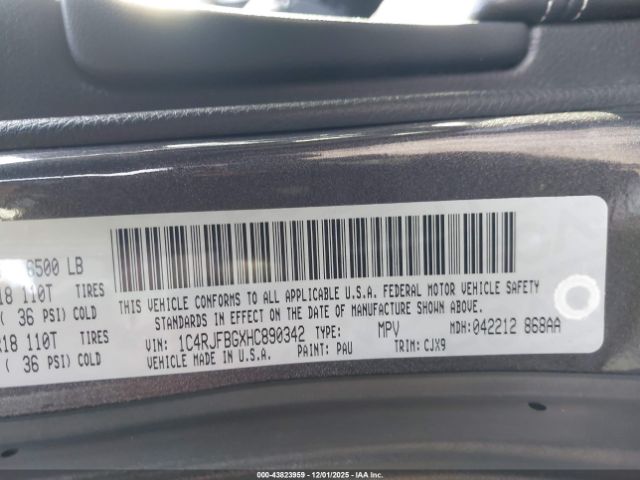 6500 LB
18 110T TIRES
( 36 PSI) COLD
R18 110T TIRES
( 36 PSI) COLD
THIS VEHICLE CONFORMS TO ALL APPLICABLE U.S.A. FEDERAL MOTOR VEHICLE SAFETY
STANDARDS IN EFFECT ON THE DATE OF MANUFACTURE SHOWN ABOVE.
VIN: 1C4RJFBGXHC890342 TYPE: MPV MDH: 042212 868AA
VEHICLE MADE IN U.S.A. PAINT: PAU TRIM: CJX9
00-43823959 - 12/01/2025 - IAA Inc.